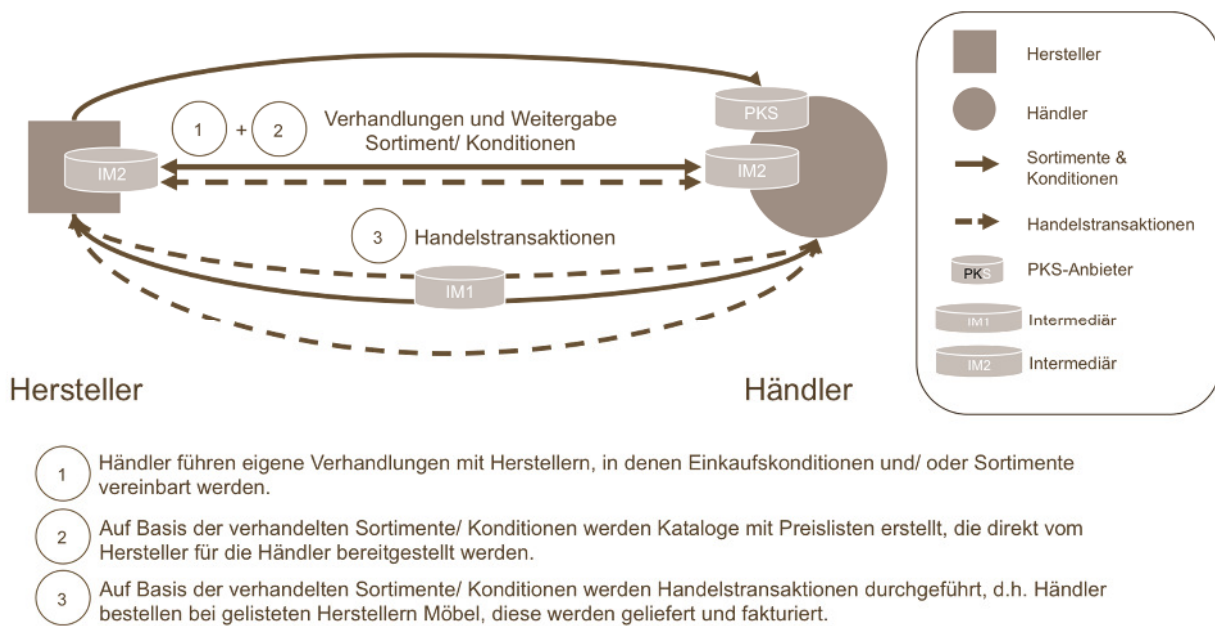 1
+
2
Verhandlungen und Weitergabe
Sortiment/ Konditionen
PKS
IM2
IM2
3
Handelstransaktionen
IM1
Hersteller
Händler
Hersteller
Händler
Sortimente &
Konditionen
Handelstransaktionen
PKS
PKS-Anbieter
IM1
Intermediär
IM2
Intermediär
1
Händler führen eigene Verhandlungen mit Herstellern, in denen Einkaufskonditionen und/ oder Sortimente
vereinbart werden.
2
Auf Basis der verhandelten Sortimente/ Konditionen werden Kataloge mit Preislisten erstellt, die direkt vom
Hersteller für die Händler bereitgestellt werden.
3
Auf Basis der verhandelten Sortimente/ Konditionen werden Handelstransaktionen durchgeführt, d.h. Händler
bestellen bei gelisteten Herstellern Möbel, diese werden geliefert und fakturiert.